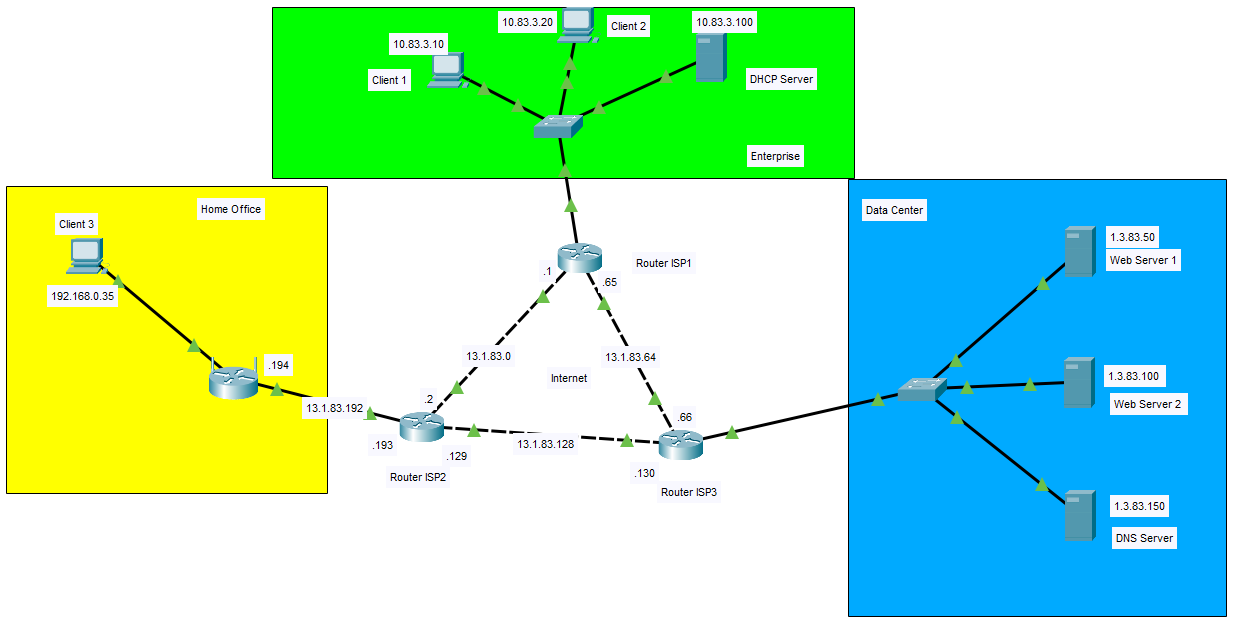 10.83.3.20
Client 2
10.83.3.100
10.83.3.10
Client 1
DHCP Server
Enterprise
Home Office
Client 3
192.168.0.35
.194
13.1.83.192
.193
.2
.129
Router ISP2
13.1.83.0
.1
Router ISP1
.65
13.1.83.64
Internet
13.1.83.128
.66
.130
Router ISP3
Data Center
1.3.83.50
Web Server 1
1.3.83.100
Web Server 2
1.3.83.150
DNS Server